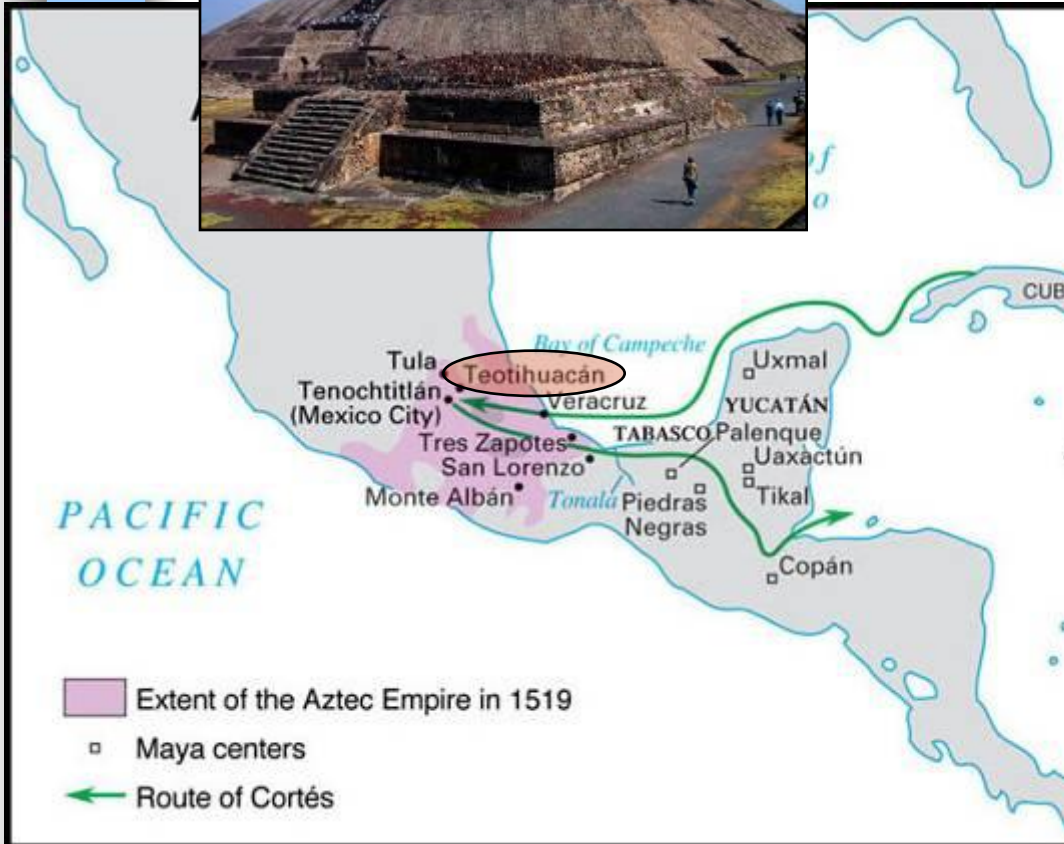 of
o
CUB
Bay of Campeche
Tula
Teotihuacán
Uxmal
Tenochtitlán
(Mexico City)
Veracruz
YUCATÁN
TABASCO
Palenque
Tres Zapotes
Uaxactún
San Lorenzo
Tikal
Monte Albán
Tonalá
Piedras
Negras
PACIFIC
OCEAN
Copán
Extent of the Aztec Empire in 1519
Maya centers
Route of Cortés